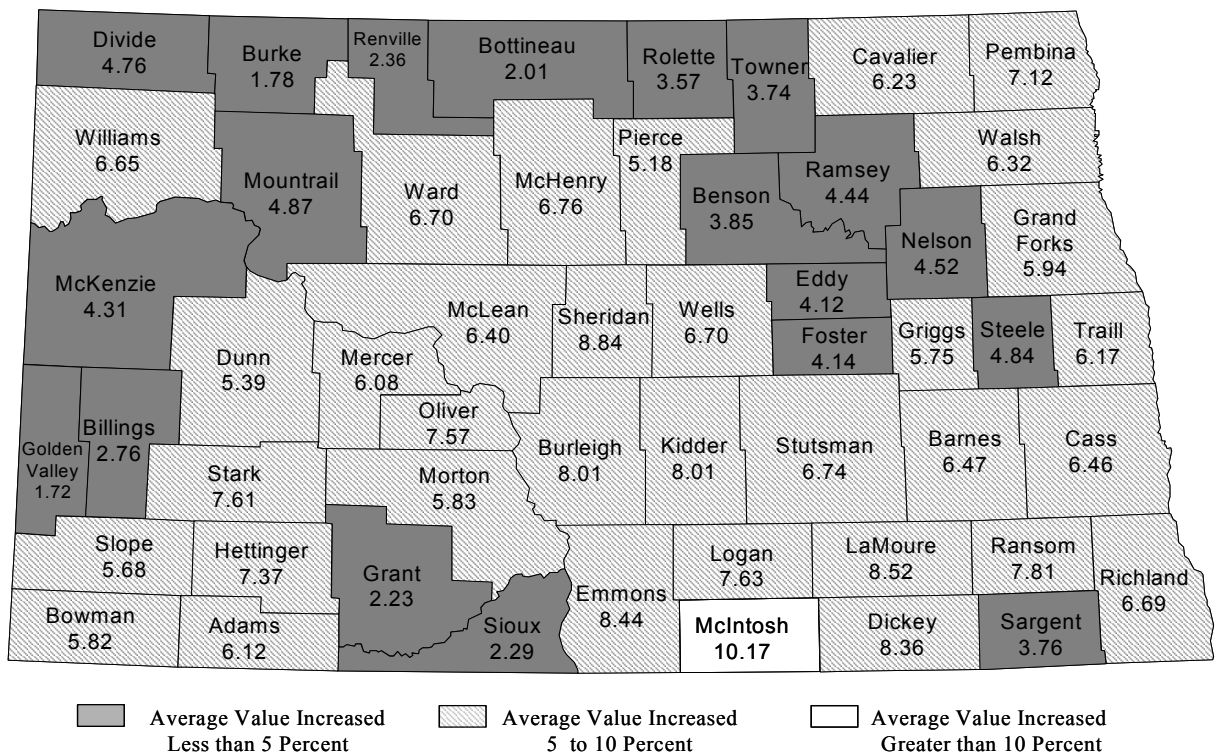 Divide
4.76
Burke
1.78
Renville
2.36
Bottineau
2.01
Rolette
3.57
Towner
3.74
Cavalier
6.23
Pembina
7.12
Williams
6.65
Mountrail
4.87
Ward
6.70
McHenry
6.76
Pierce
5.18
Benson
3.85
Ramsey
4.44
Walsh
6.32
Nelson
4.52
Grand
Forks
5.94
McKenzie
4.31
Dunn
5.39
Mercer
6.08
McLean
6.40
Sheridan
8.84
Wells
6.70
Eddy
4.12
Foster
4.14
Griggs
5.75
Steele
4.84
Traill
6.17
Golden
Valley
1.72
Billings
2.76
Stark
7.61
Oliver
7.57
Morton
5.83
Burleigh
8.01
Kidder
8.01
Stutsman
6.74
Barnes
6.47
Cass
6.46
Slope
5.68
Hettinger
7.37
Grant
2.23
Bowman
5.82
Adams
6.12
Sioux
2.29
Emmons
8.44
Logan
7.63
McIntosh
10.17
LaMoure
8.52
Dickey
8.36
Ransom
7.81
Sargent
3.76
Richland
6.69
Average Value Increased
Less than 5 Percent
Average Value Increased
5 to 10 Percent
Average Value Increased
Greater than 10 Percent